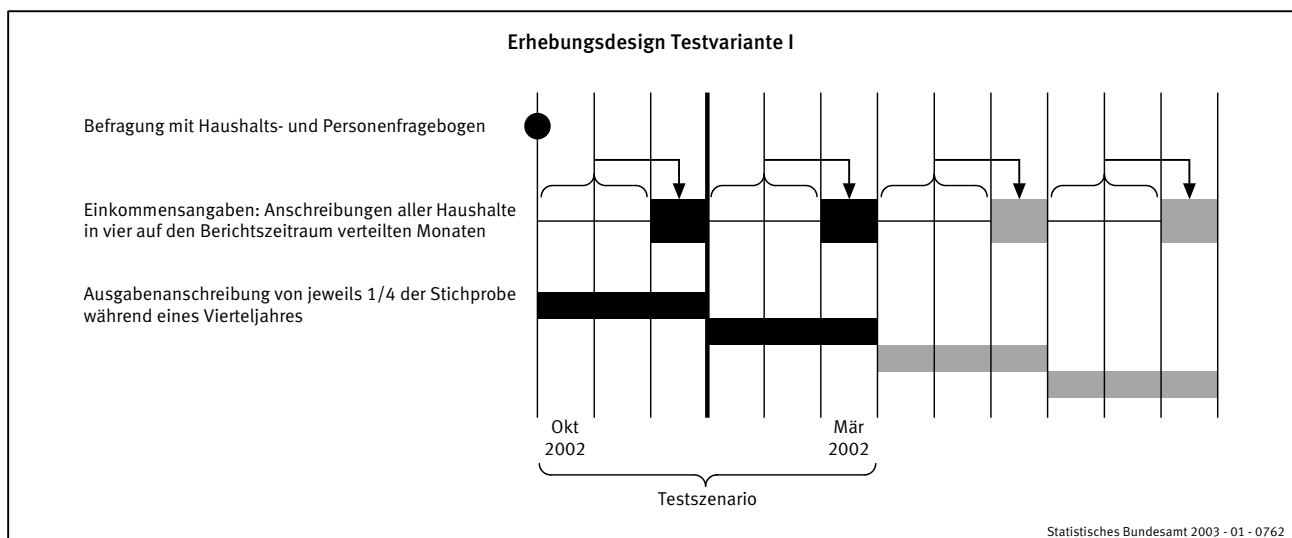 Erhebungsdesign Testvariante I
Befragung mit Haushalts- und Personenfragebogen
Einkommensangaben: Anschreibungen aller Haushalte
in vier auf den Berichtszeitraum verteilten Monaten
Ausgabenanschreibung von jeweils 1/4 der Stichprobe
während eines Vierteljahres
Okt
2002
Mär
2002
Testszenario
Statistisches Bundesamt 2003 - 01 - 0762